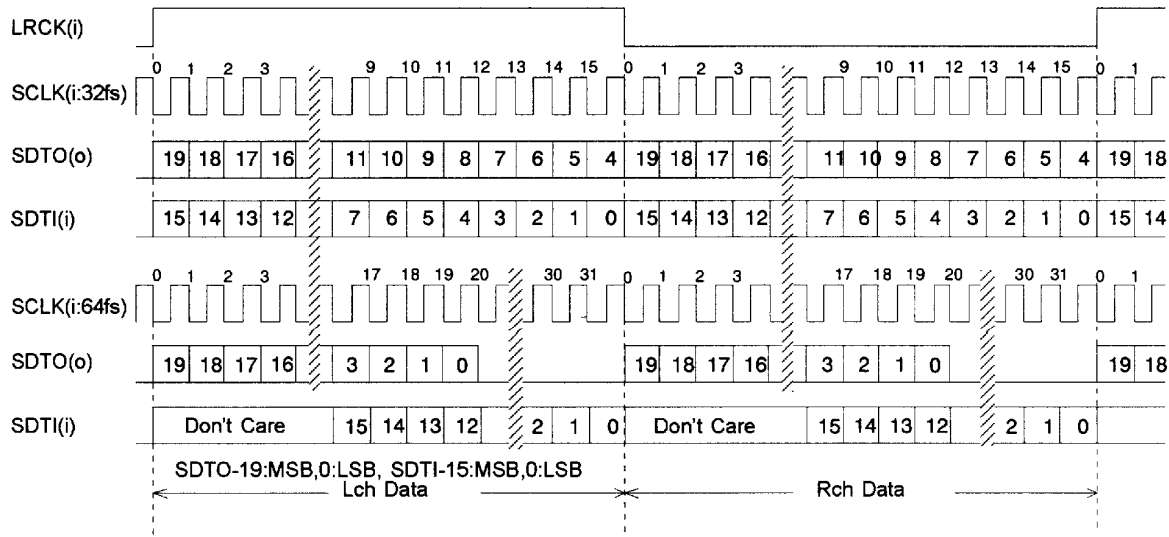 LRCK(i)
0 1 2 3 9 10 11 12 13 14 15 0 1 2 3 9 10 11 12 13 14 15 0 1
SCLK(i:32fs)
SDTO(o) 19 18 17 16 11 10 9 8 7 6 5 4 19 18 17 16 11 10 9 8 7 6 5 4 19 18
SDTI(i) 15 14 13 12 7 6 5 4 3 2 1 0 15 14 13 12 7 6 5 4 3 2 1 0 15 14
0 1 2 3 17 18 19 20 30 31 0 1 2 3 17 18 19 20 30 31 0 1
SCLK(i:64fs)
SDTO(o) 19 18 17 16 3 2 1 0 19 18 17 16 3 2 1 0 19 18
SDTI(i) Don't Care 15 14 13 12 2 1 0 Don't Care 15 14 13 12 2 1 0
SDTO-19:MSB,0:LSB, SDTI-15:MSB,0:LSB
Lch Data Rch Data